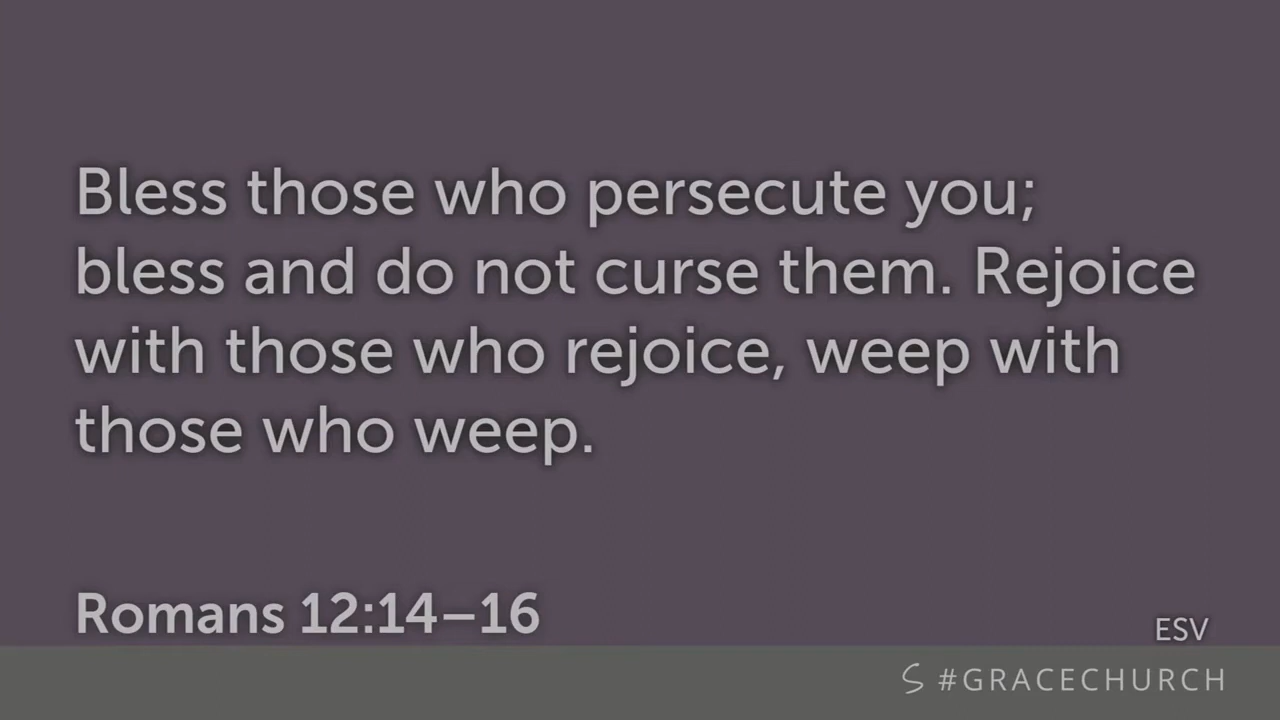 Bless those who persecute you;
bless and do not curse them. Rejoice
with those who rejoice, weep with
those who weep.
Romans 12:14–16
ESV
#GRACECHURCH